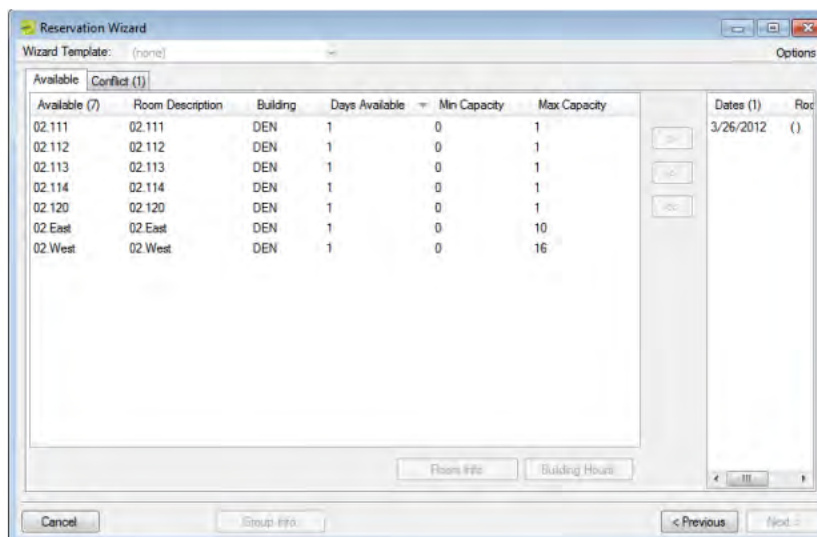 Reservation Wizard
Wizard Template: (none) Options
Available Conflict (1)
Available (7) Room Description Building Days Available Min Capacity Max Capacity Dates (1) Roo
02.111 02.111 DEN 1 0 1 3/26/2012 ()
02.112 02.112 DEN 1 0 1
02.113 02.113 DEN 1 0 1
02.114 02.114 DEN 1 0 1
02.120 02.120 DEN 1 0 1
02.East 02.East DEN 1 0 10
02.West 02.West DEN 1 0 16
Room Info Building Hours
Cancel Group Info < Previous Next >